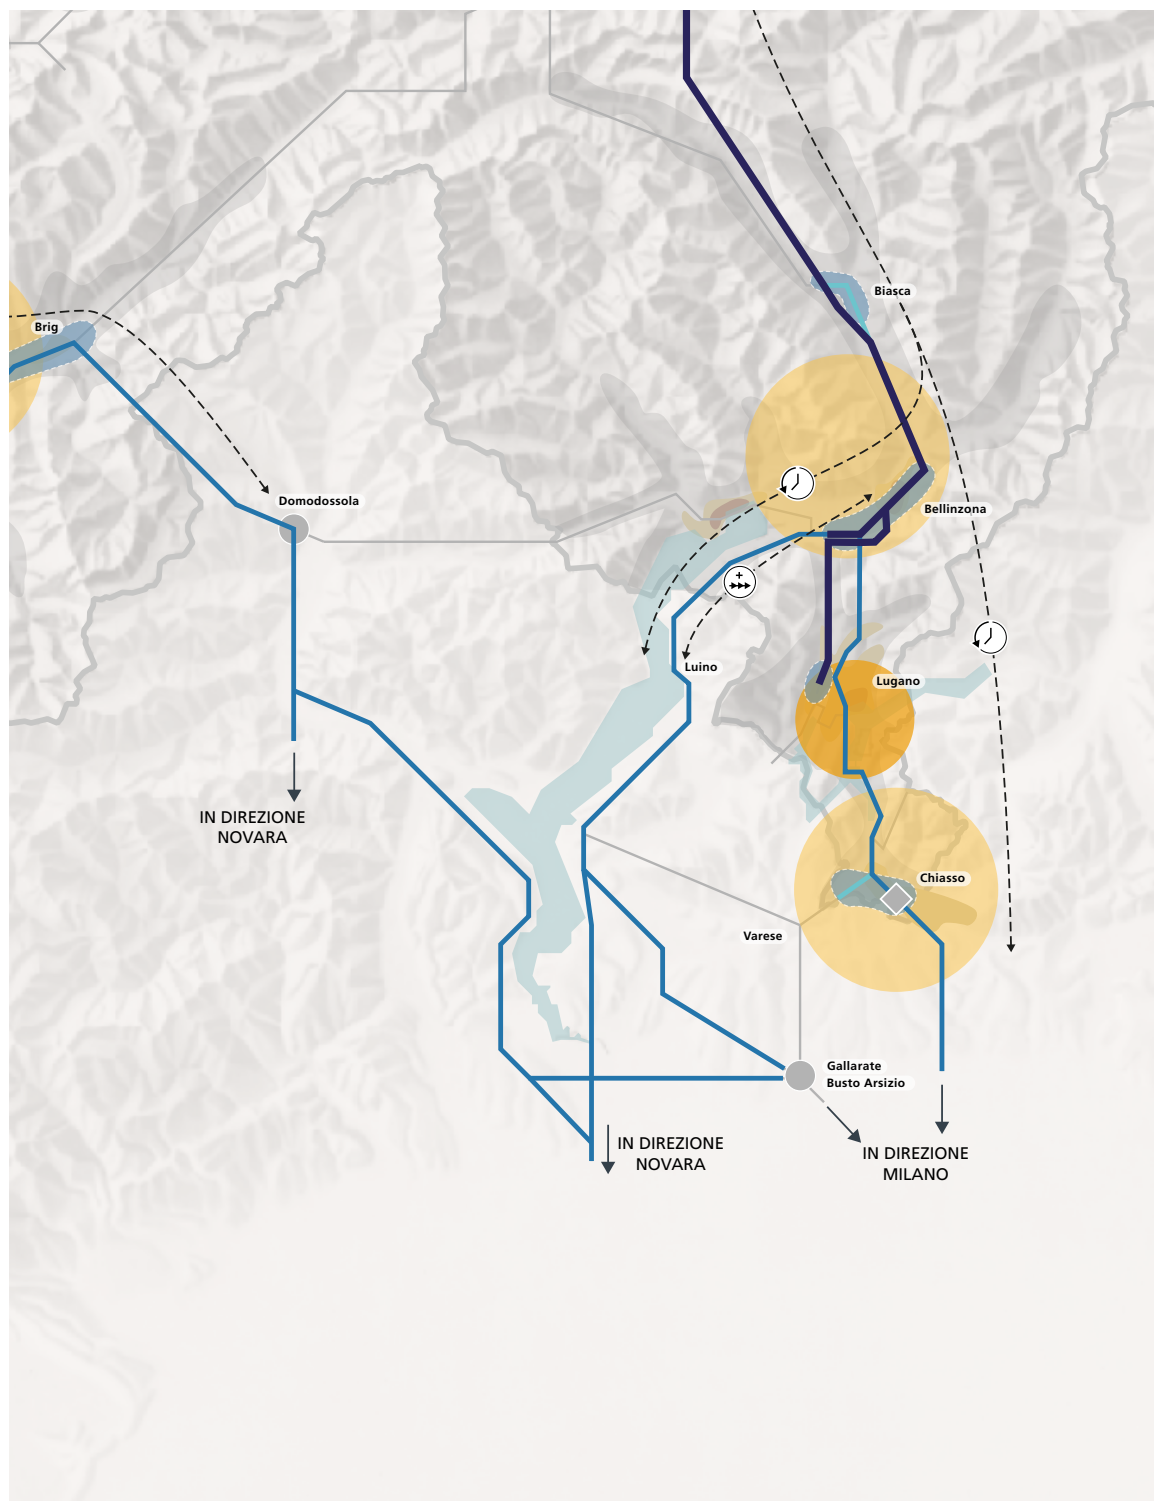 Biasca
Brig
Domodossola
Bellinzona
Luino
Lugano
IN DIREZIONE
NOVARA
Chiasso
Varese
Gallarate
Busto Arsizio
IN DIREZIONE
NOVARA
IN DIREZIONE
MILANO